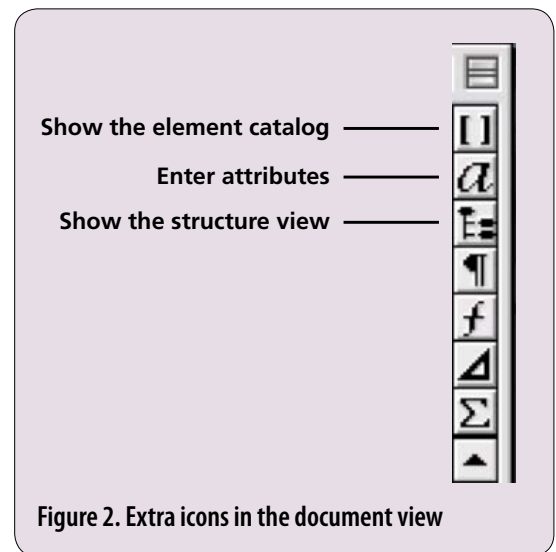 Show the element catalog
[ ]
Enter attributes
a
Show the structure view
¶
f
Σ
Figure 2. Extra icons in the document view